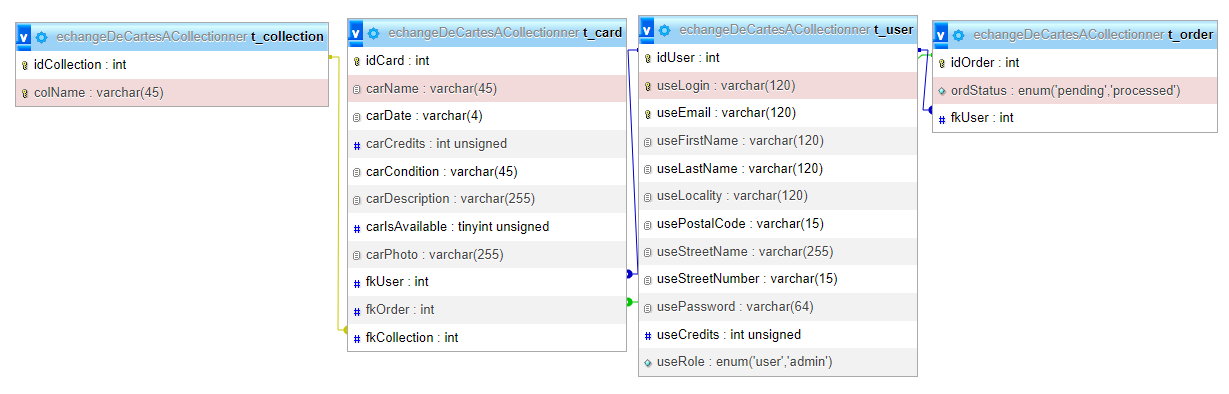 echangeDeCartesACollectionner t_collection
idCollection : int
colName : varchar(45)
echangeDeCartesACollectionner t_card
idCard : int
carName : varchar(45)
carDate : varchar(4)
carCredits : int unsigned
carCondition : varchar(45)
carDescription : varchar(255)
carIsAvailable : tinyint unsigned
carPhoto : varchar(255)
fkUser : int
fkOrder : int
fkCollection : int
echangeDeCartesACollectionner t_user
idUser : int
useLogin : varchar(120)
useEmail : varchar(120)
useFirstName : varchar(120)
useLastName : varchar(120)
useLocality : varchar(120)
usePostalCode : varchar(15)
useStreetName : varchar(255)
useStreetNumber : varchar(15)
usePassword : varchar(64)
useCredits : int unsigned
useRole : enum('user','admin')
echangeDeCartesACollectionner t_order
idOrder : int
ordStatus : enum('pending','processed')
fkUser : int